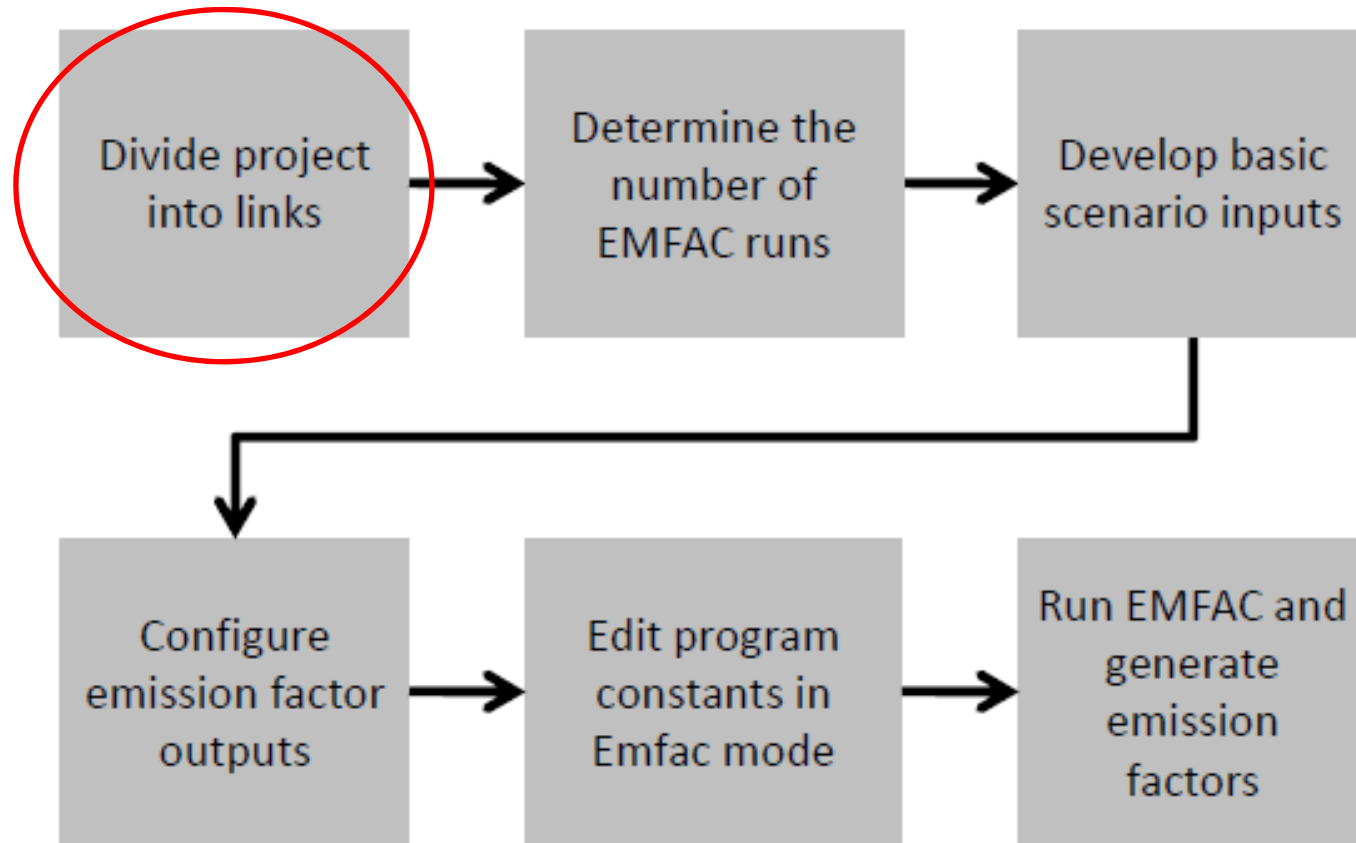 Divide project
into links
Determine the
number of
EMFAC runs
Develop basic
scenario inputs
Configure
emission factor
outputs
Edit program
constants in
Emfac mode
Run EMFAC and
generate
emission
factors